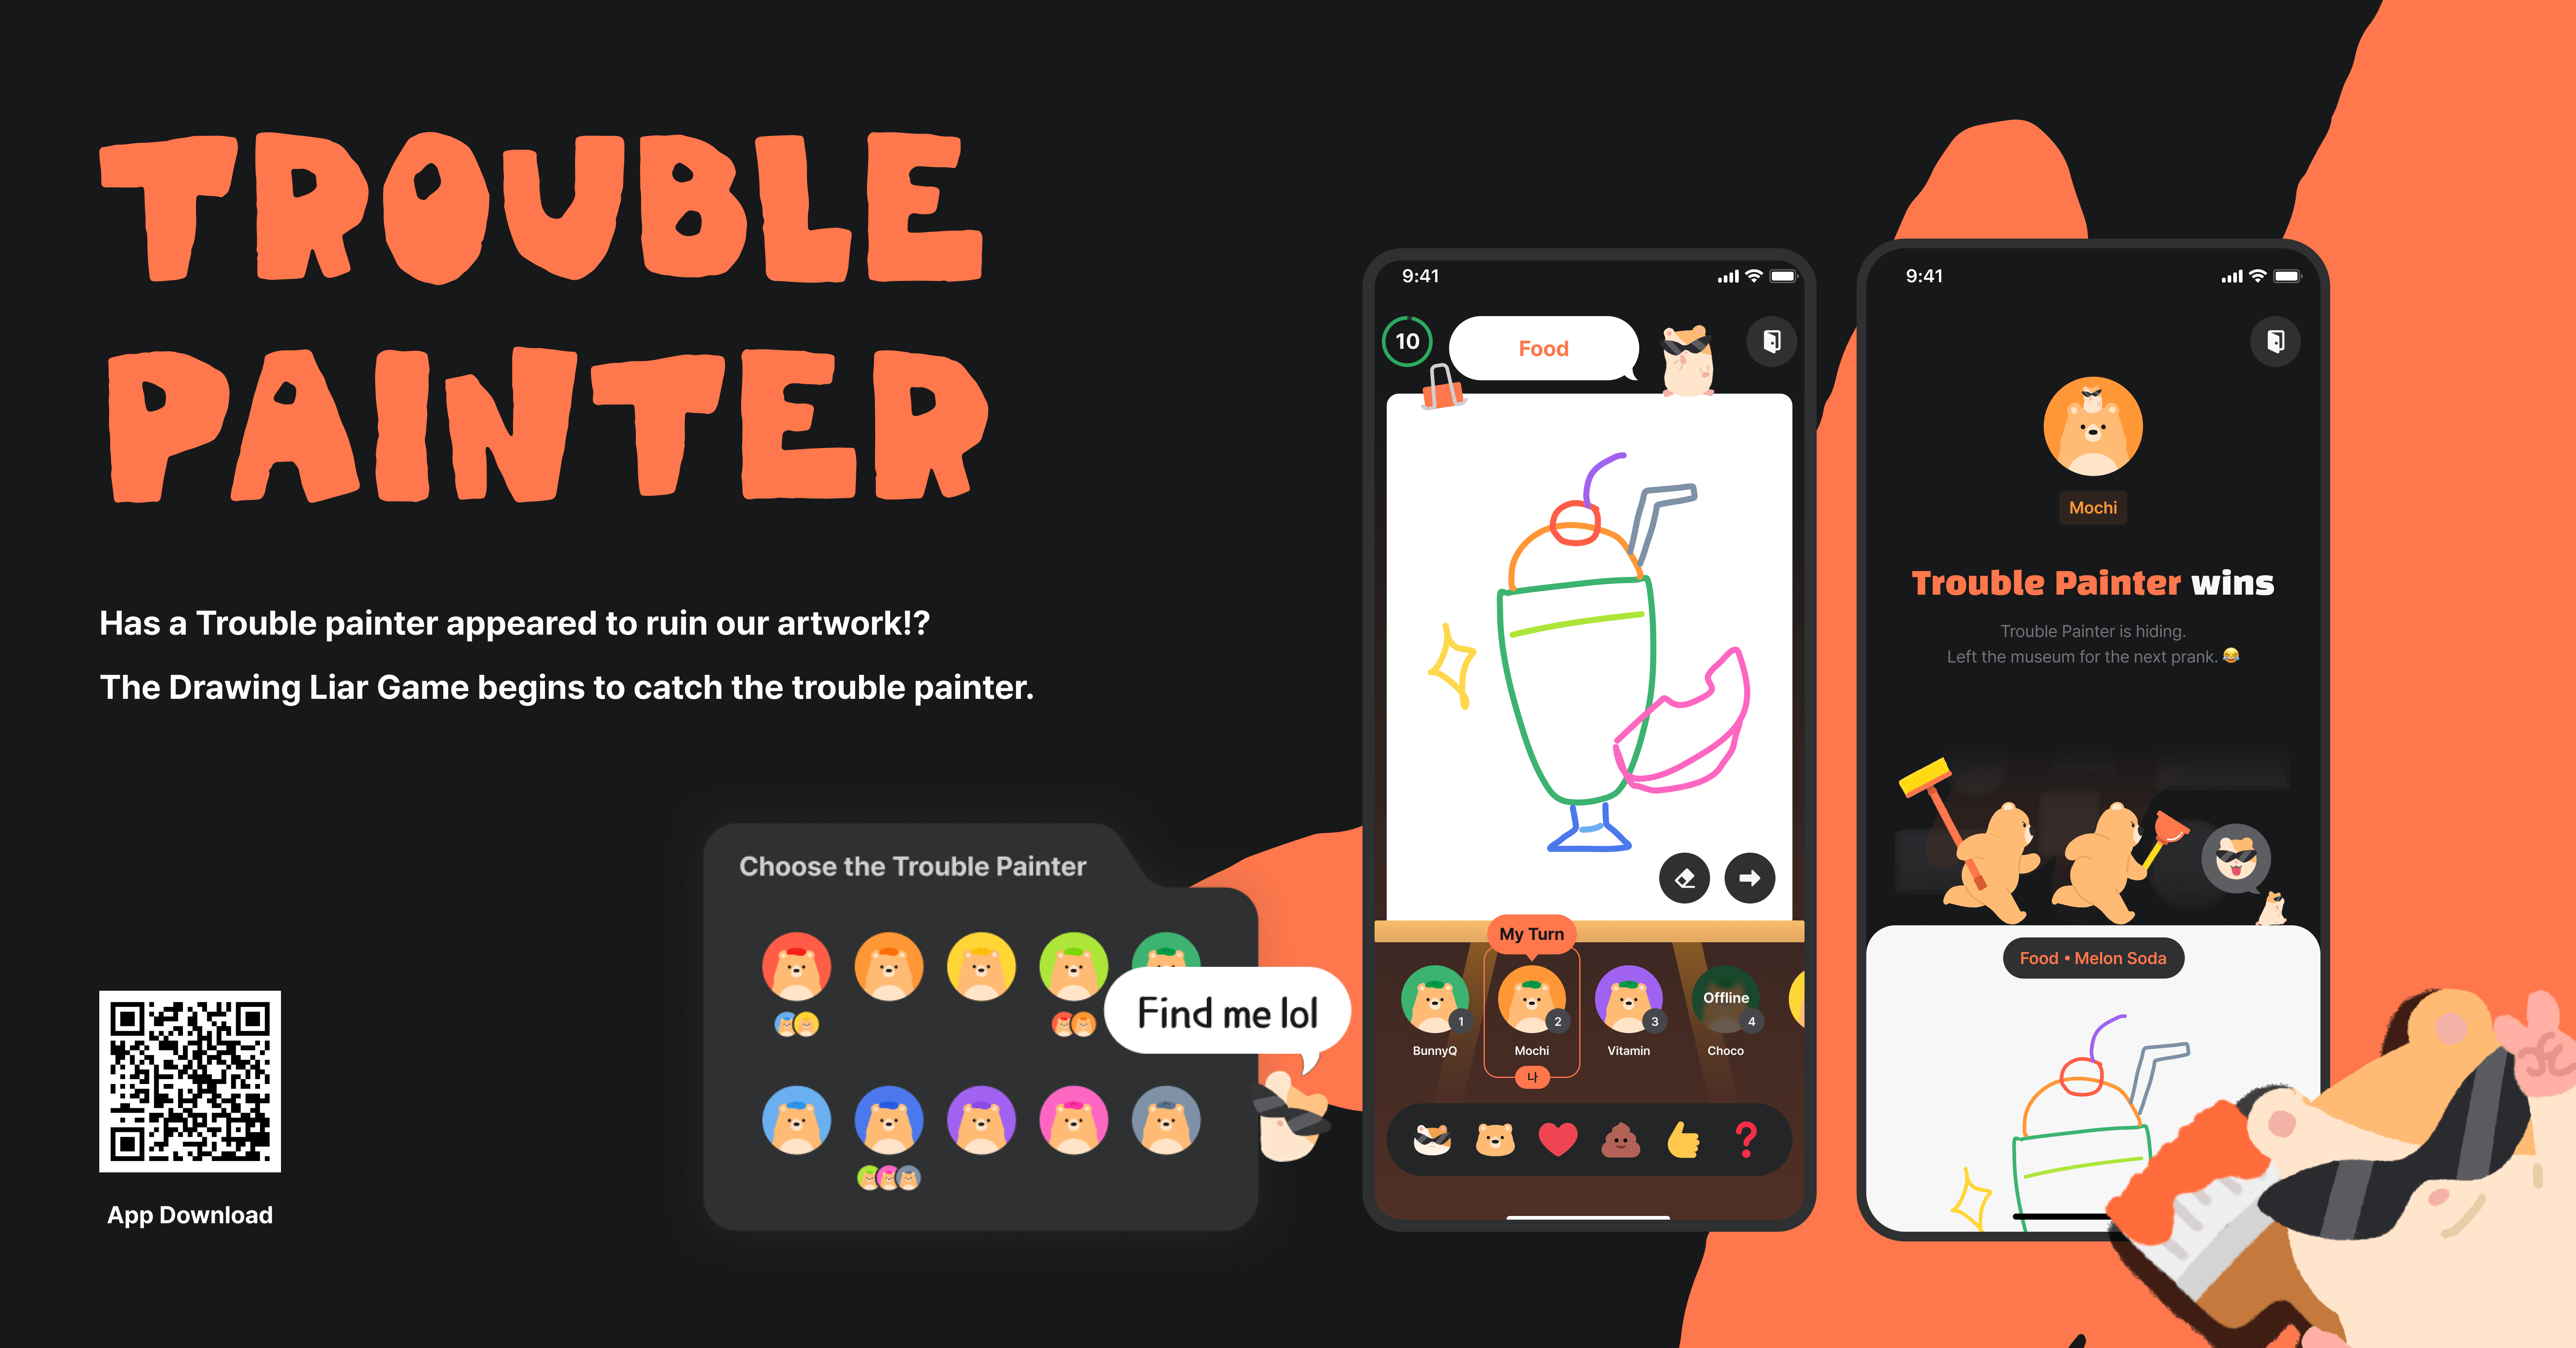 TROUBLE
PAINTER
Has a Trouble painter appeared to ruin our artwork!?
The Drawing Liar Game begins to catch the trouble painter.
App Download
Choose the Trouble Painter
Find me lol
9:41
10
Food
My Turn
1
2
3
Offline
4
BunnyQ
Mochi
Vitamin
Choco
나
9:41
Mochi
Trouble Painter wins
Trouble Painter is hiding.
Left the museum for the next prank. 😂
Food • Melon Soda